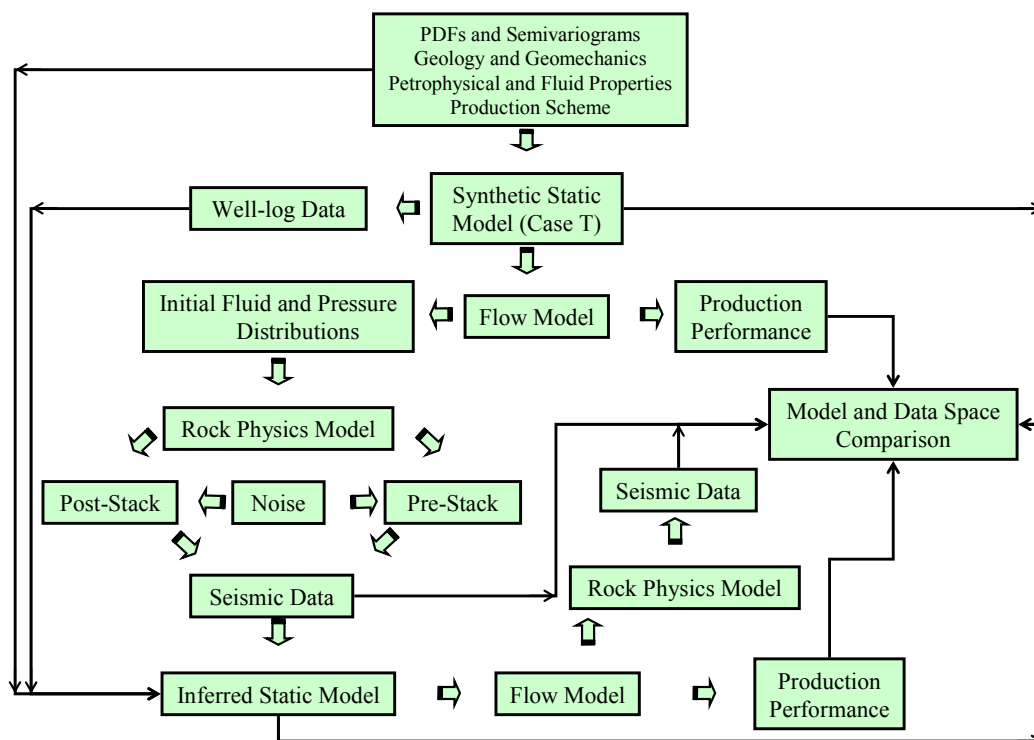 PDFs and Semivariograms
Geology and Geomechanics
Petrophysical and Fluid Properties
Production Scheme
Well-log Data
Synthetic Static
Model (Case T)
Initial Fluid and Pressure
Distributions
Flow Model
Production
Performance
Rock Physics Model
Model and Data Space
Comparison
Post-Stack
Noise
Pre-Stack
Seismic Data
Seismic Data
Rock Physics Model
Inferred Static Model
Flow Model
Production
Performance